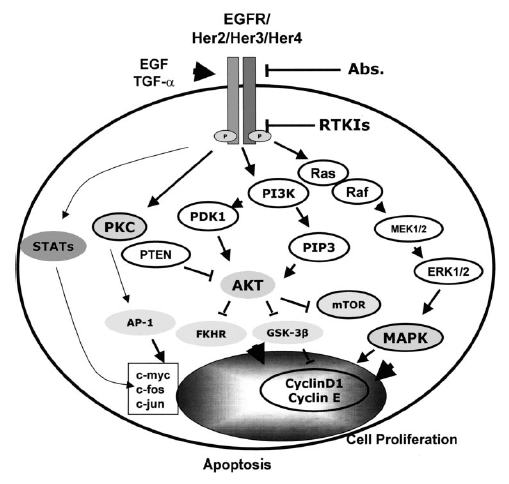 EGFR/
Her2/Her3/Her4
EGF
TGF-α
Abs.
P
P
RTKIs
Ras
Raf
PI3K
PKC
PDK1
MEK1/2
STATs
PTEN
PIP3
ERK1/2
AKT
mTOR
AP-1
FKHR
GSK-3β
MAPK
c-myc
c-fos
c-jun
CyclinD1
Cyclin E
Cell Proliferation
Apoptosis